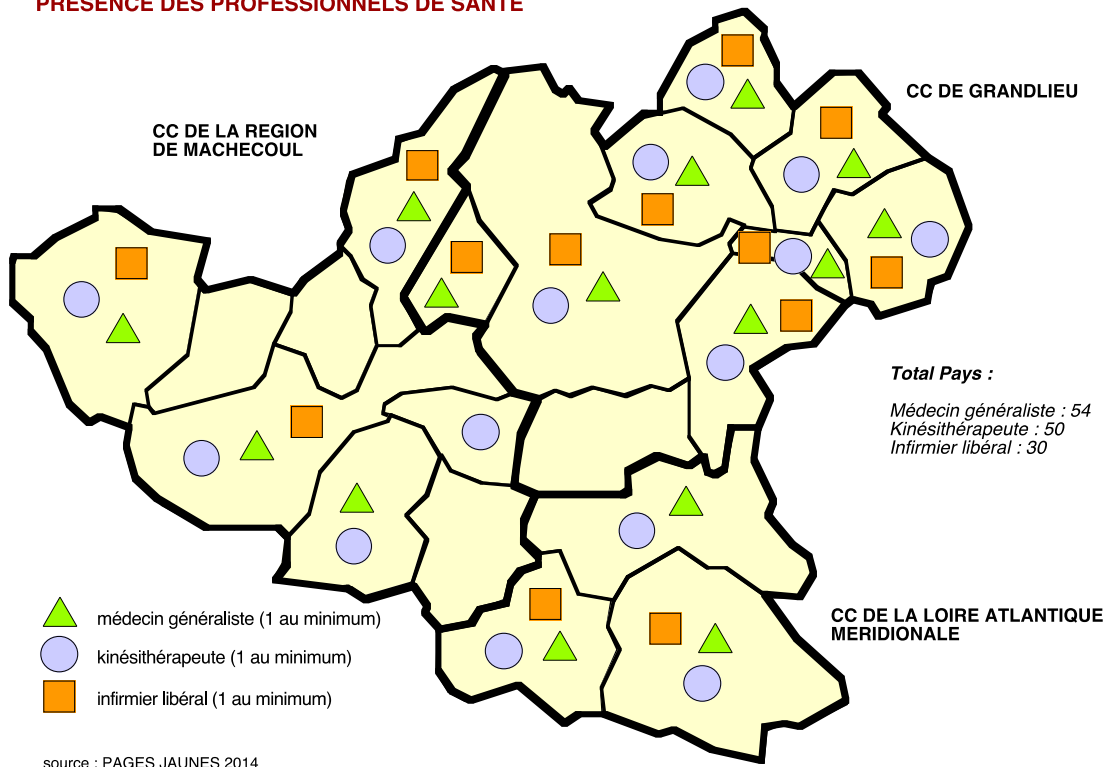 PRESENCE DES PROFESSIONNELS DE SANTE
CC DE GRANDLIEU
CC DE LA REGION
DE MACHECOUL
Total Pays :
Médecin généraliste : 54
Kinésithérapeute : 50
Infirmier libéral : 30
CC DE LA LOIRE ATLANTIQUE
MERIDIONALE
médecin généraliste (1 au minimum)
kinésithérapeute (1 au minimum)
infirmier libéral (1 au minimum)
source : PAGES JAUNES 2014